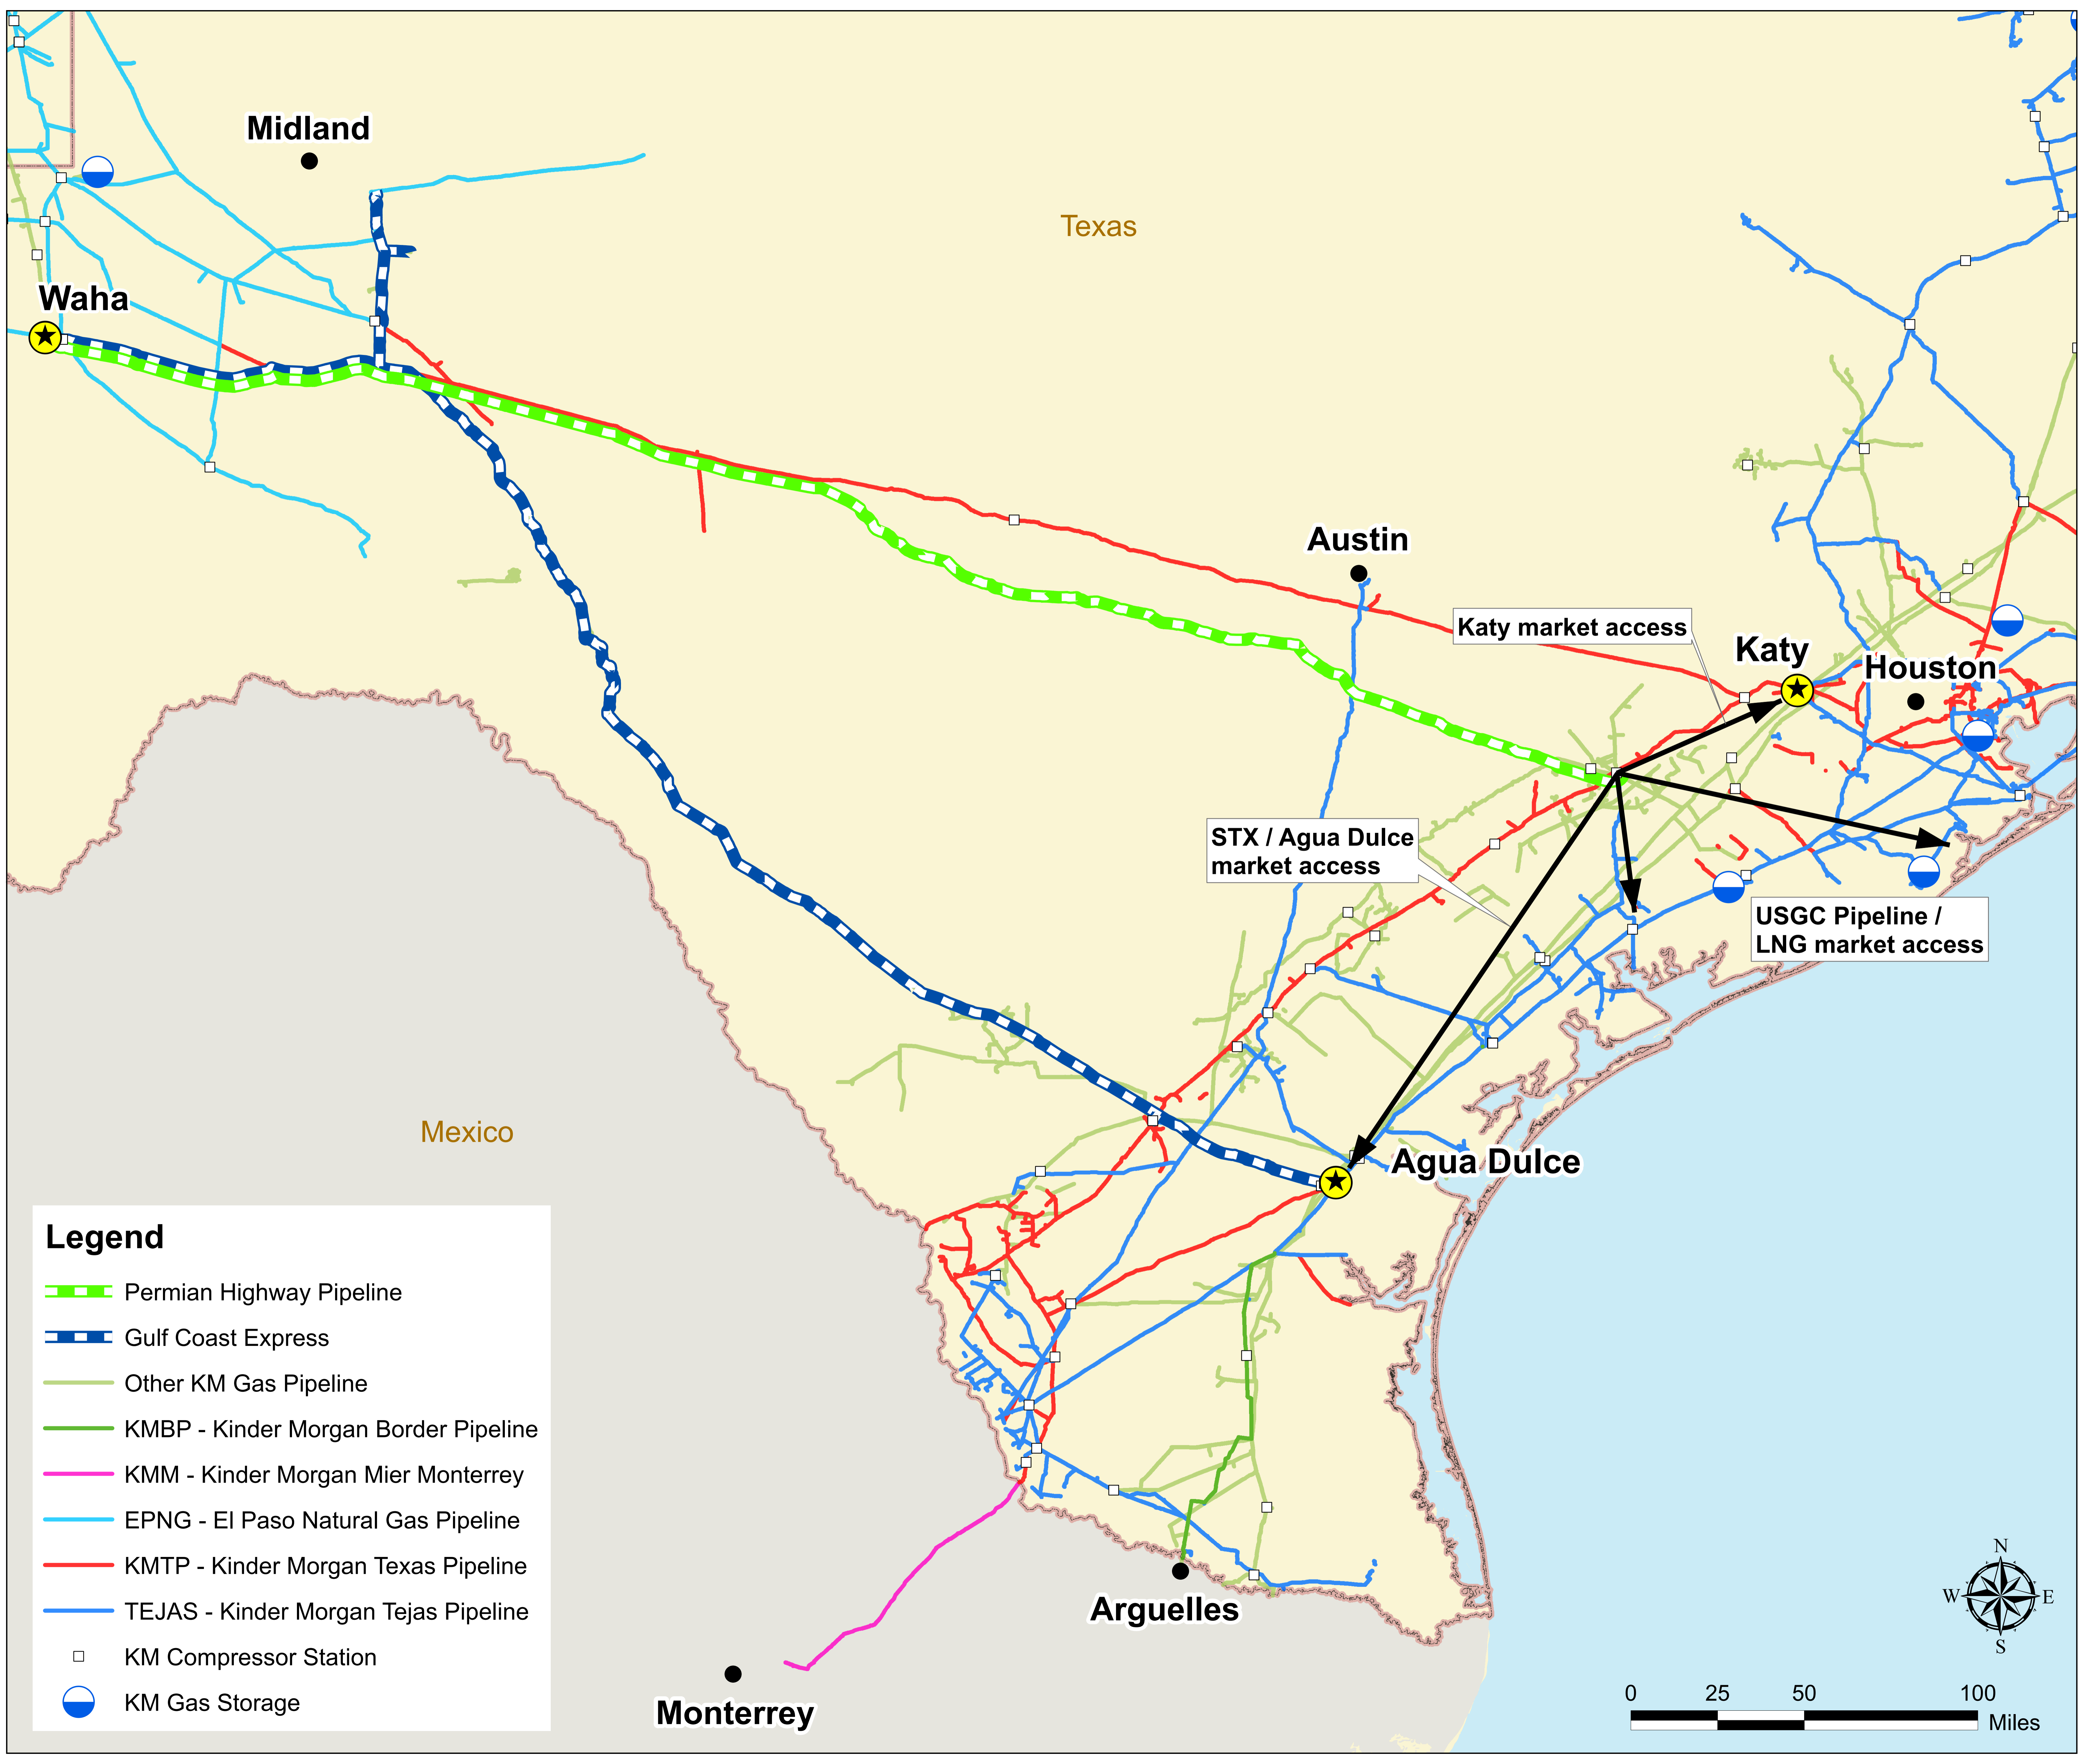 Midland
Texas
Waha
Austin
Katy market access
Katy
Houston
STX / Agua Dulce
market access
USGC Pipeline /
LNG market access
Mexico
Agua Dulce
Legend
Permian Highway Pipeline
Gulf Coast Express
Other KM Gas Pipeline
KMBP - Kinder Morgan Border Pipeline
KMM - Kinder Morgan Mier Monterrey
EPNG - El Paso Natural Gas Pipeline
KMTP - Kinder Morgan Texas Pipeline
TEJAS - Kinder Morgan Tejas Pipeline
KM Compressor Station
KM Gas Storage
Arguelles
Monterrey
N
W E
S
0 25 50 100
Miles